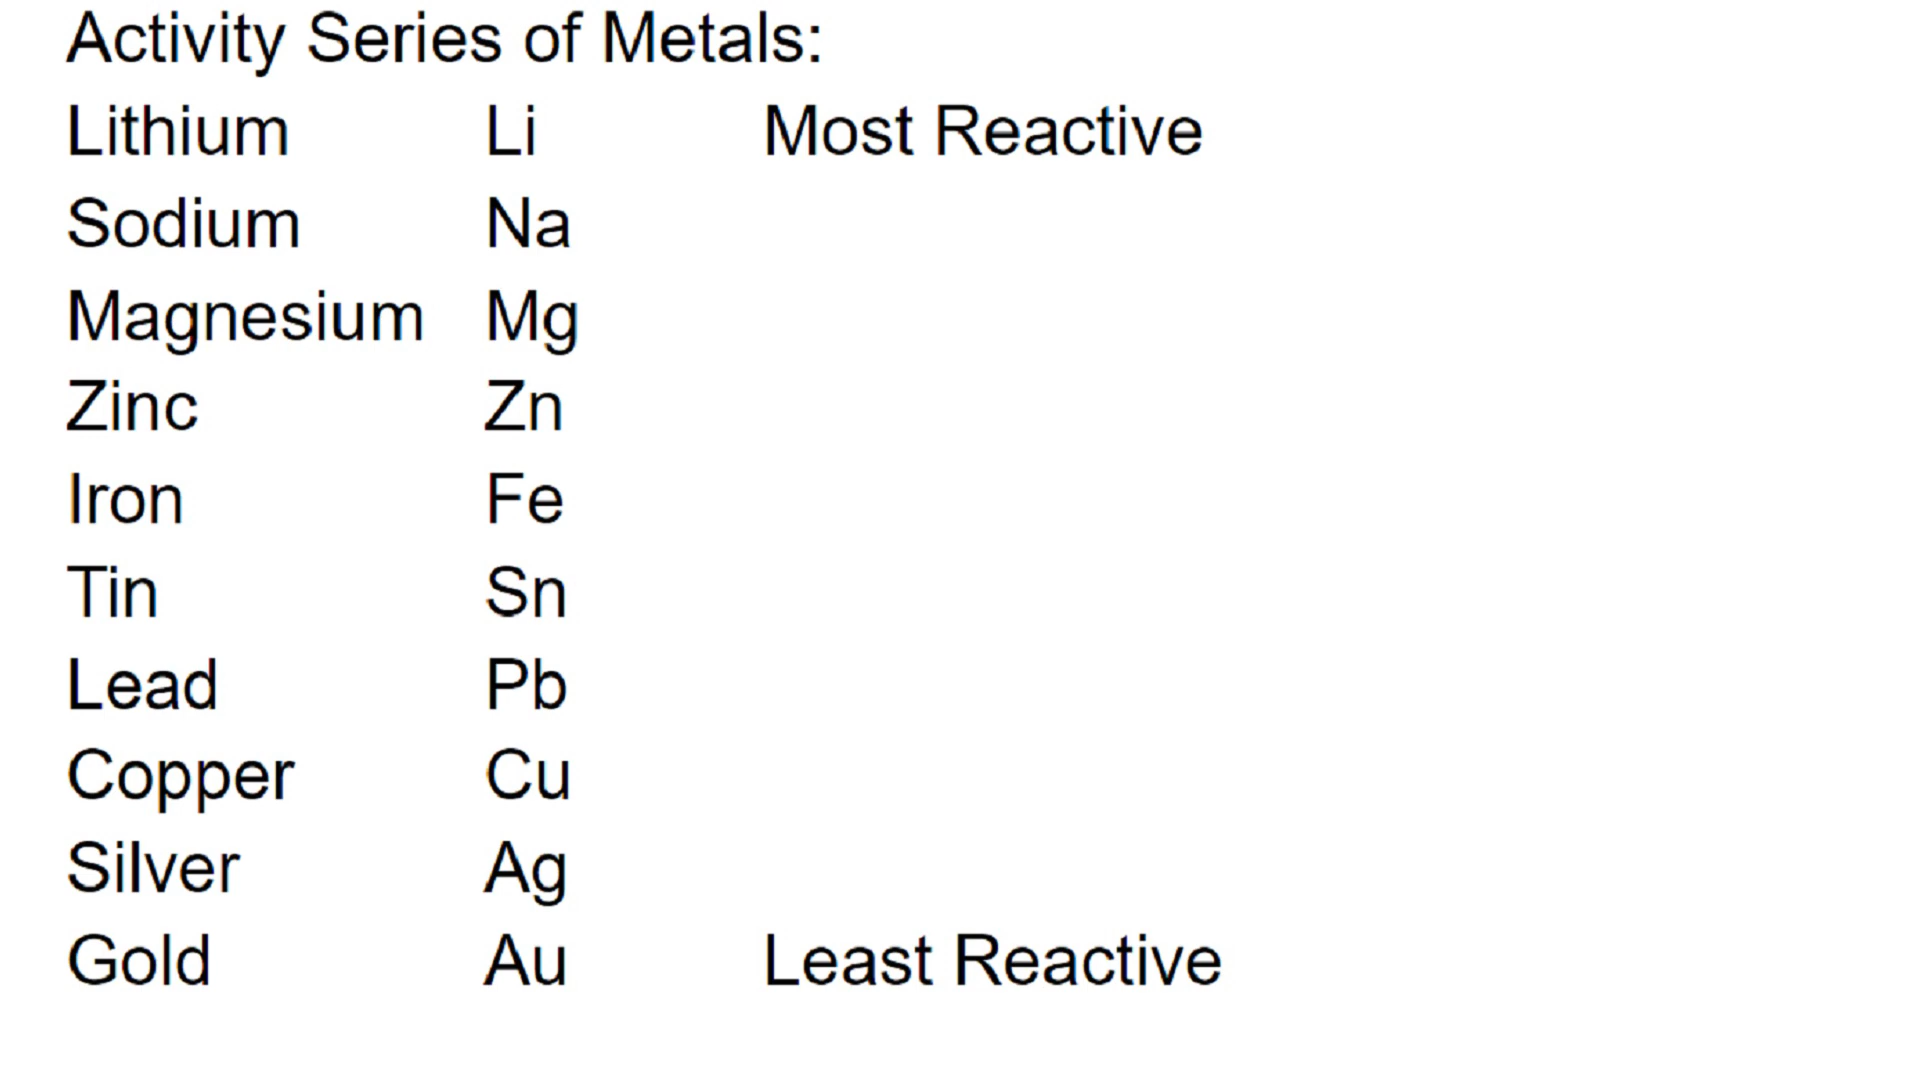 Activity Series of Metals:
Lithium Li Most Reactive
Sodium Na
Magnesium Mg
Zinc Zn
Iron Fe
Tin Sn
Lead Pb
Copper Cu
Silver Ag
Gold Au Least Reactive